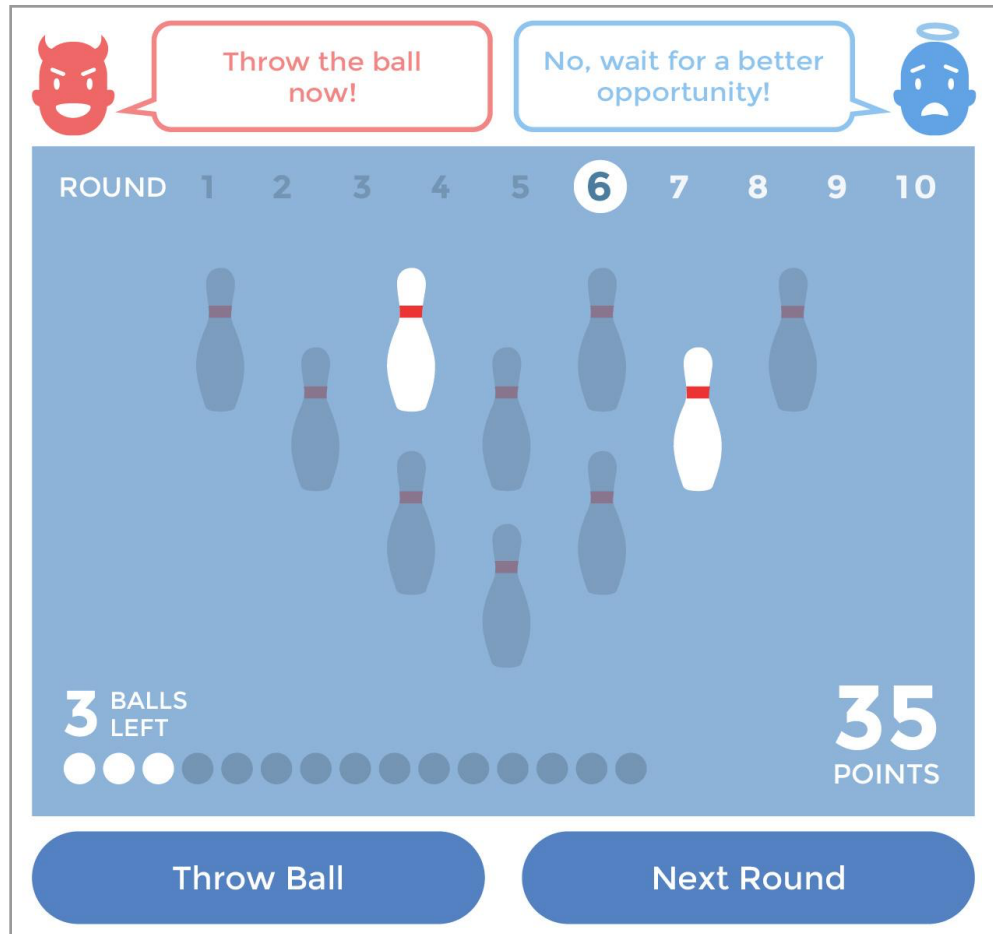 Throw the ball
now!
No, wait for a better
opportunity!
ROUND 1 2 3 4 5 6 7 8 9 10
3 BALLS
LEFT
35
POINTS
Throw Ball
Next Round